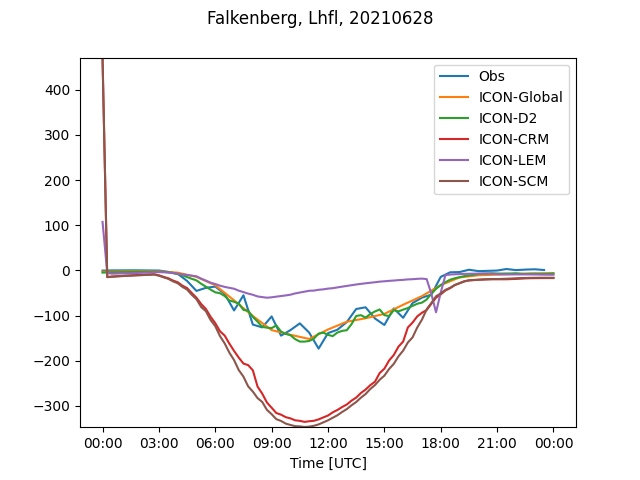 Falkenberg, Lhfl, 20210628
Obs
ICON-Global
ICON-D2
ICON-CRM
ICON-LEM
ICON-SCM
400
300
200
100
0
−100
−200
−300
00:00 03:00 06:00 09:00 12:00 15:00 18:00 21:00 00:00
Time [UTC]